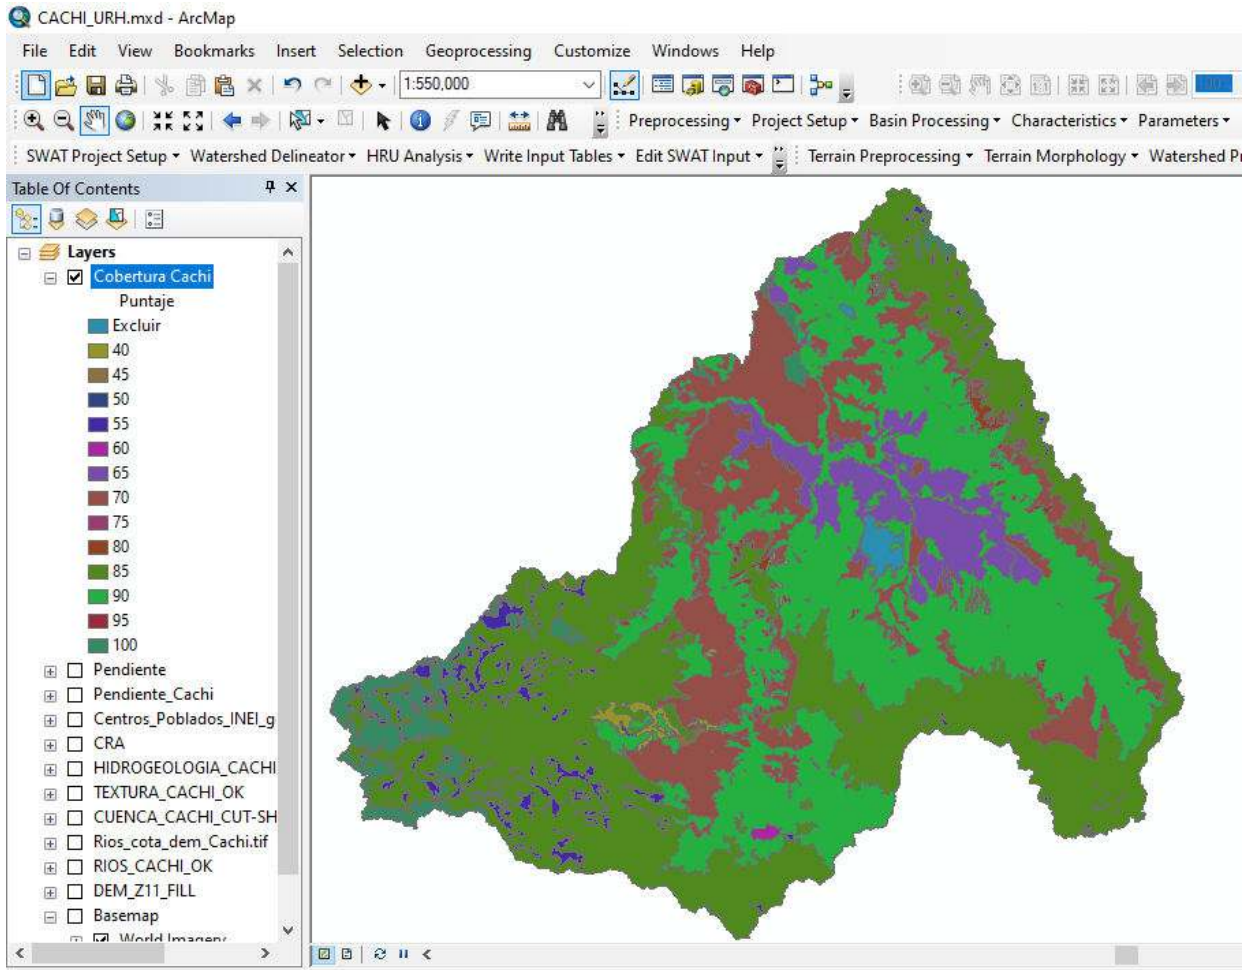 CACHI_URH.mxd - ArcMap
File Edit View Bookmarks Insert Selection Geoprocessing Customize Windows Help
1:550,000
Preprocessing Project Setup Basin Processing Characteristics Parameters
SWAT Project Setup Watershed Delineator HRU Analysis Write Input Tables Edit SWAT Input Terrain Preprocessing Terrain Morphology Watershed P
Table Of Contents
Layers
Cobertura Cachi
Puntaje
Excluir
40
45
50
55
60
65
70
75
80
85
90
95
100
Pendiente
Pendiente_Cachi
Centros_Poblados_INEI_g
CRA
HIDROGEOLOGIA_CACHI
TEXTURA_CACHI_OK
CUENCA_CACHI_CUT-SH
Rios_cota_dem_Cachi.tif
RIOS_CACHI_OK
DEM_Z11_FILL
Basemap
World Imagery